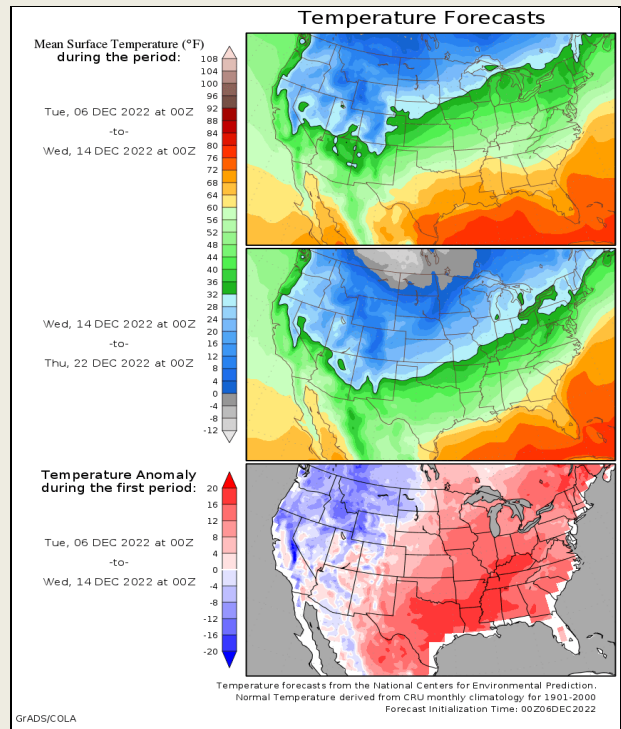 Temperature Forecasts
Mean Surface Temperature (°F)
during the period:
Tue, 06 DEC 2022 at 00Z
-to-
Wed, 14 DEC 2022 at 00Z
108
104
100
96
92
88
84
80
76
72
68
64
60
56
52
48
44
40
36
32
28
24
20
16
12
8
4
0
-4
-8
-12
Wed, 14 DEC 2022 at 00Z
-to-
Thu, 22 DEC 2022 at 00Z
Temperature Anomaly
during the first period:
Tue, 06 DEC 2022 at 00Z
-to-
Wed, 14 DEC 2022 at 00Z
20
16
12
8
4
0
-4
-8
-12
-16
-20
Temperature forecasts from the National Centers for Environmental Prediction.
Normal Temperature derived from CRU monthly climatology for 1901-2000
Forecast Initialization Time: 00Z06DEC2022
GrADS/COLA